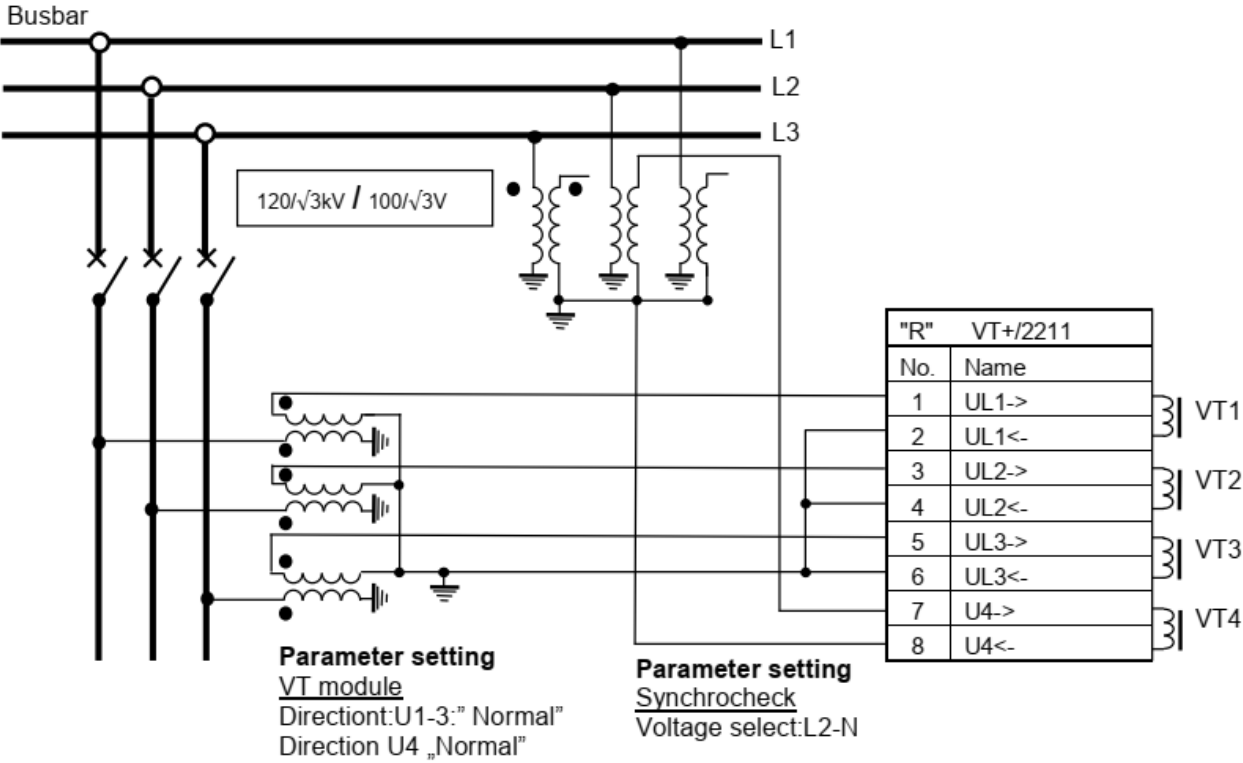 Busbar
L1
L2
L3
120/√3kV / 100/√3V
"R" VT+/2211
No. Name
1 UL1->
2 UL1<-
VT1
3 UL2->
4 UL2<-
VT2
5 UL3->
6 UL3<-
VT3
7 U4->
8 U4<-
VT4
Parameter setting
VT module
Directiont:U1-3:” Normal”
Direction U4 „Normal”
Parameter setting
Synchrocheck
Voltage select:L2-N